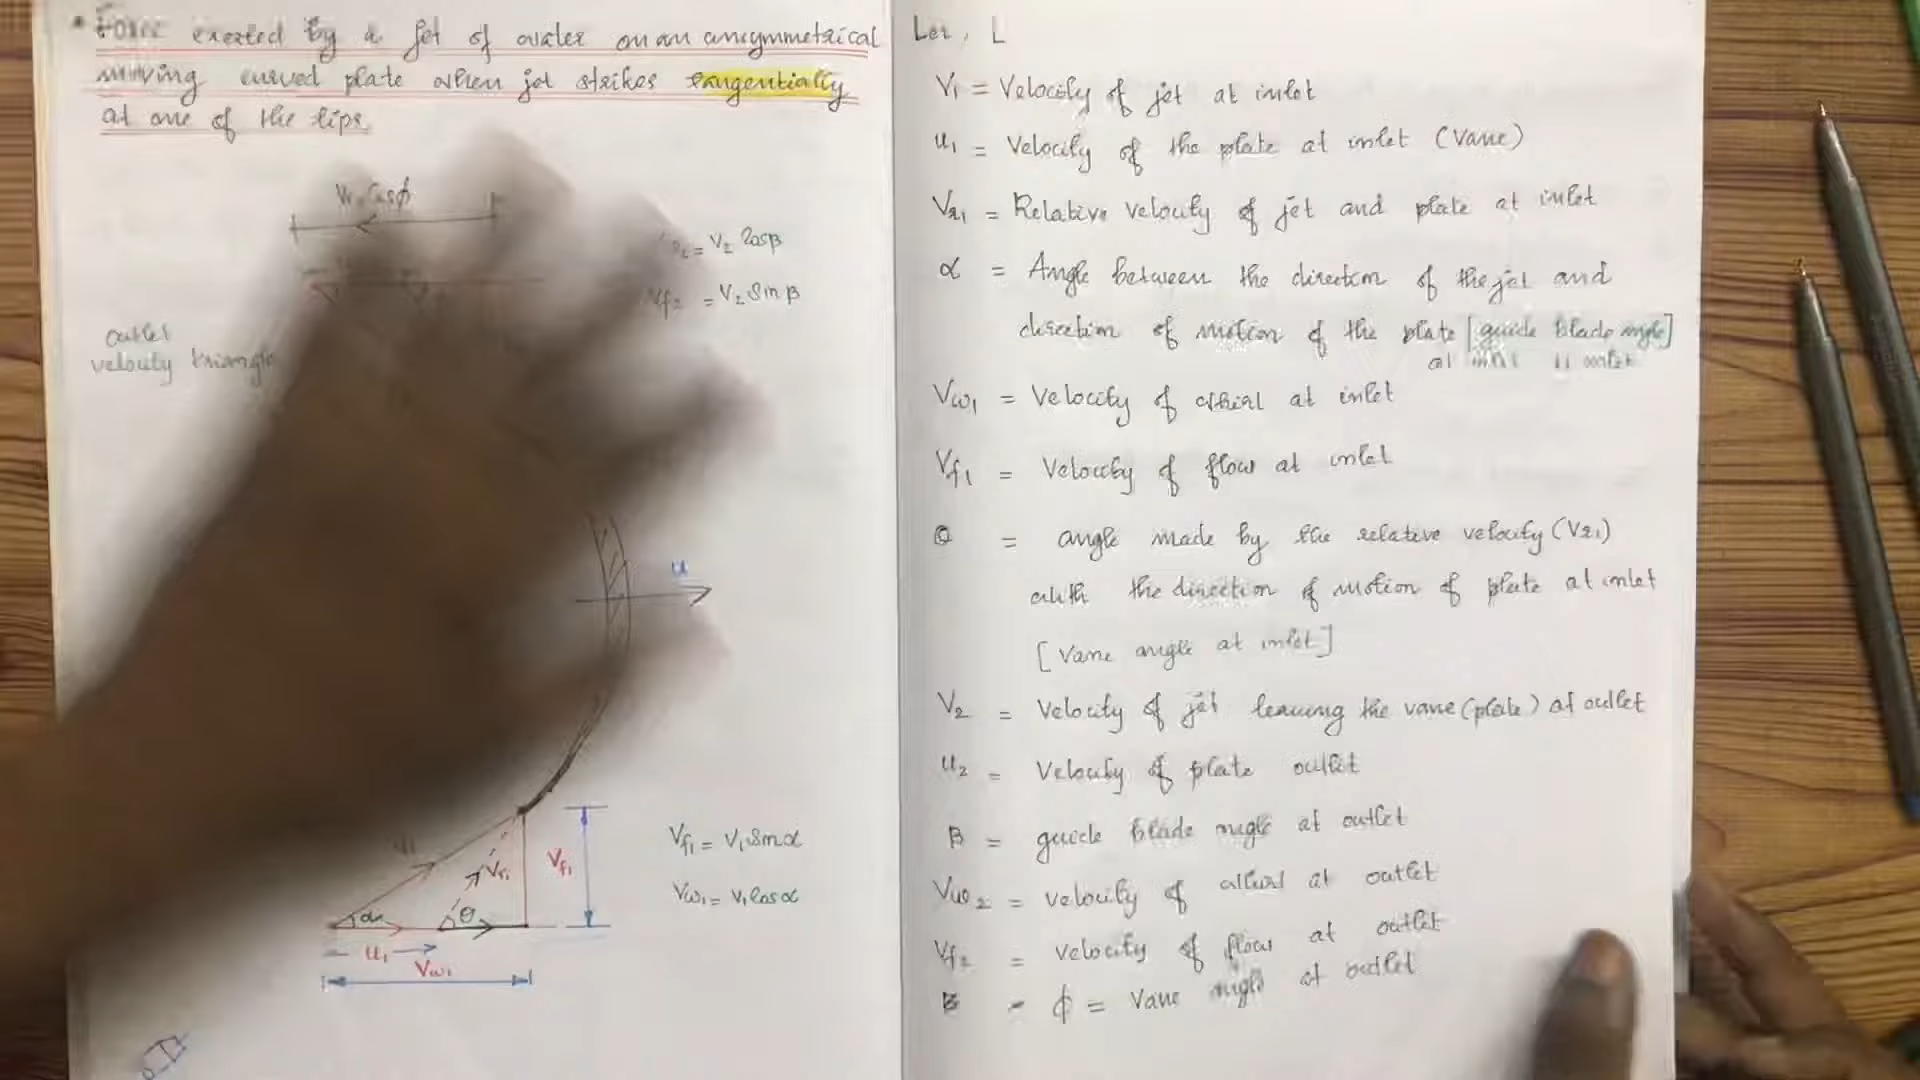 * Force exerted by a jet of water on an unsymmetrical
moving curved plate when jet strikes tangentially
at one of the tips.
Cosφ
= V2 Cosβ
Vf2 = V2 Sinβ
outlet
velocity triangle
u
Vf1 = V1 Sinα
Vw1 = V1 Cosα
Vr1
Vf1
α
θ
u1
Vw1
Let, L
V1 = Velocity of jet at inlet
u1 = Velocity of the plate at inlet (Vane)
Vr1 = Relative velocity of jet and plate at inlet
α = Angle between the direction of the jet and
direction of motion of the plate [guide blade angle]
at inlet
Vw1 = Velocity of whirl at inlet
Vf1 = Velocity of flow at inlet
θ = angle made by the relative velocity (Vr1)
with the direction of motion of plate at inlet
[Vane angle at inlet]
V2 = Velocity of jet leaving the vane (plate) at outlet
u2 = Velocity of plate outlet
β = guide blade angle at outlet
Vw2 = velocity of whirl at outlet
Vf2 = velocity of flow at outlet
- φ = Vane angle at outlet